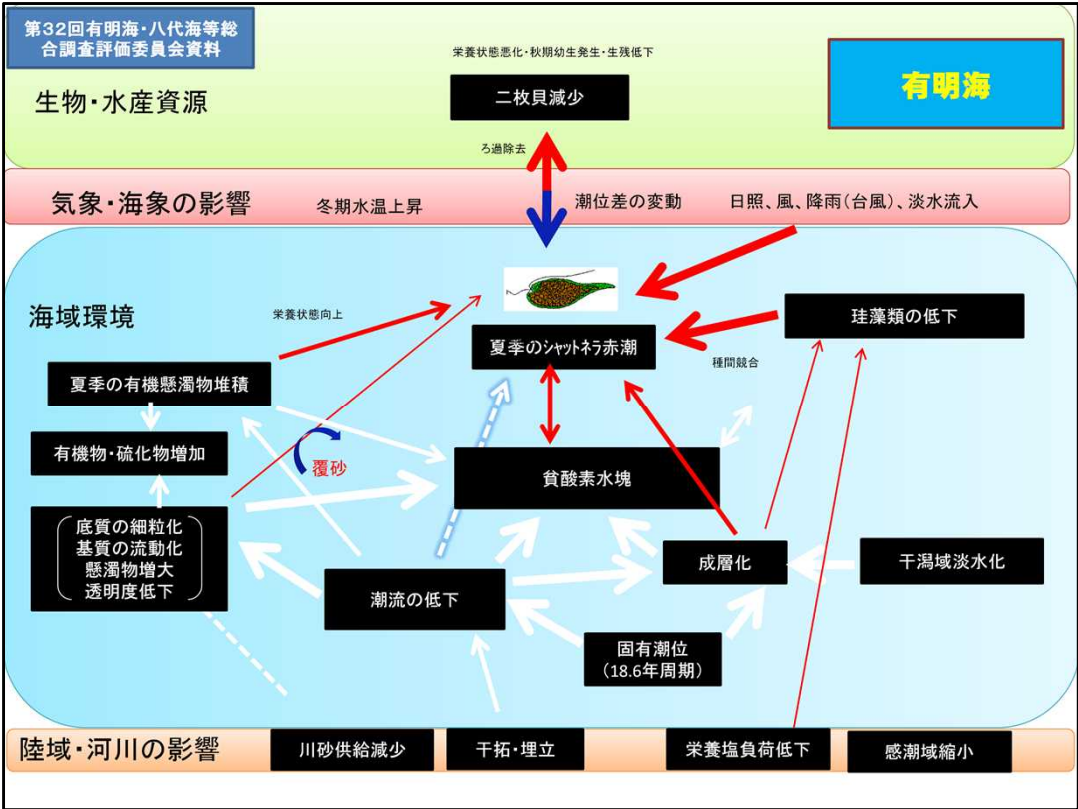 第32回有明海・八代海等総
合調査評価委員会資料
栄養状態悪化・秋期幼生発生・生残低下
生物・水産資源
二枚貝減少
有明海
ろ過除去
気象・海象の影響
冬期水温上昇
潮位差の変動
日照、風、降雨(台風)、淡水流入
海域環境
栄養状態向上
珪藻類の低下
夏季のシャットネラ赤潮
種間競合
夏季の有機懸濁物堆積
有機物・硫化物増加
覆砂
貧酸素水塊
底質の細粒化
基質の流動化
懸濁物増大
透明度低下
潮流の低下
成層化
干潟域淡水化
固有潮位
(18.6年周期)
陸域・河川の影響
川砂供給減少
干拓・埋立
栄養塩負荷低下
感潮域縮小